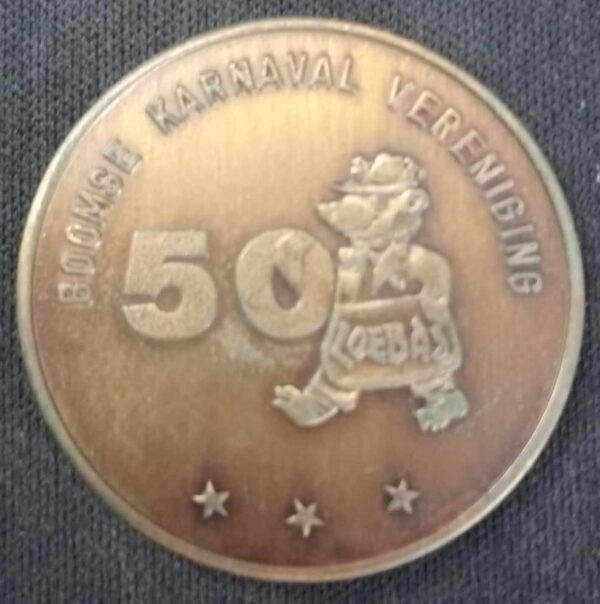 BOOMSE KARNAVAL VERENIGING
50
LOEBAS